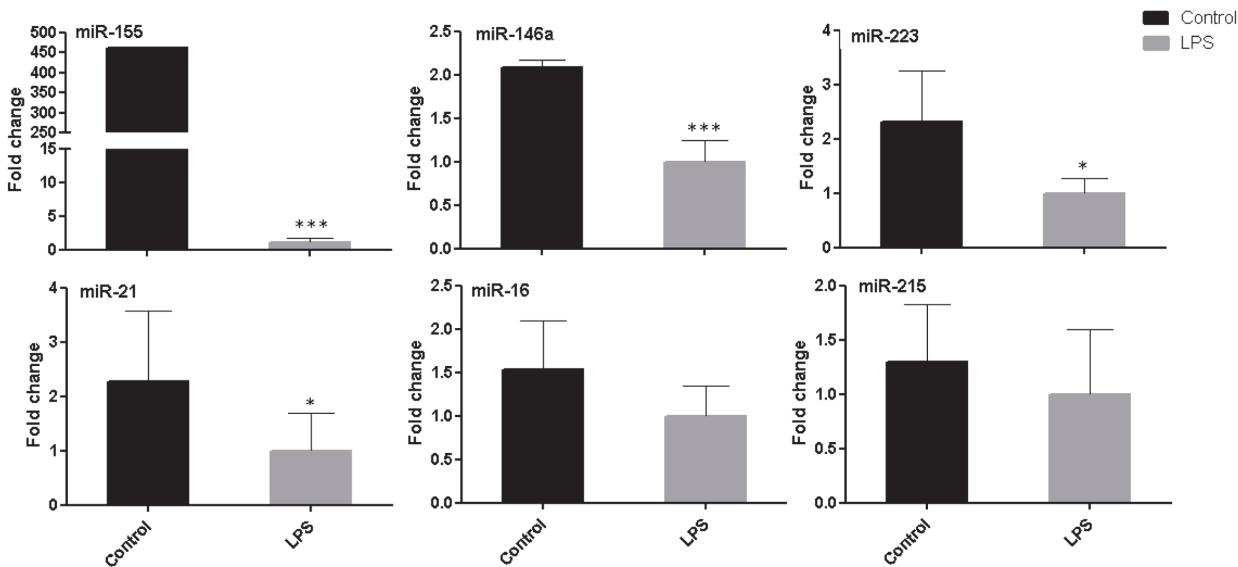 Control
LPS
miR-155
Fold change
500
450
400
350
300
250
15
10
5
0
***
miR-146a
Fold change
2.5
2.0
1.5
1.0
0.5
0.0
***
miR-223
Fold change
4
3
2
1
0
*
miR-21
Fold change
4
3
2
1
0
*
Control
LPS
miR-16
Fold change
2.5
2.0
1.5
1.0
0.5
0.0
Control
LPS
miR-215
Fold change
2.0
1.5
1.0
0.5
0.0
Control
LPS